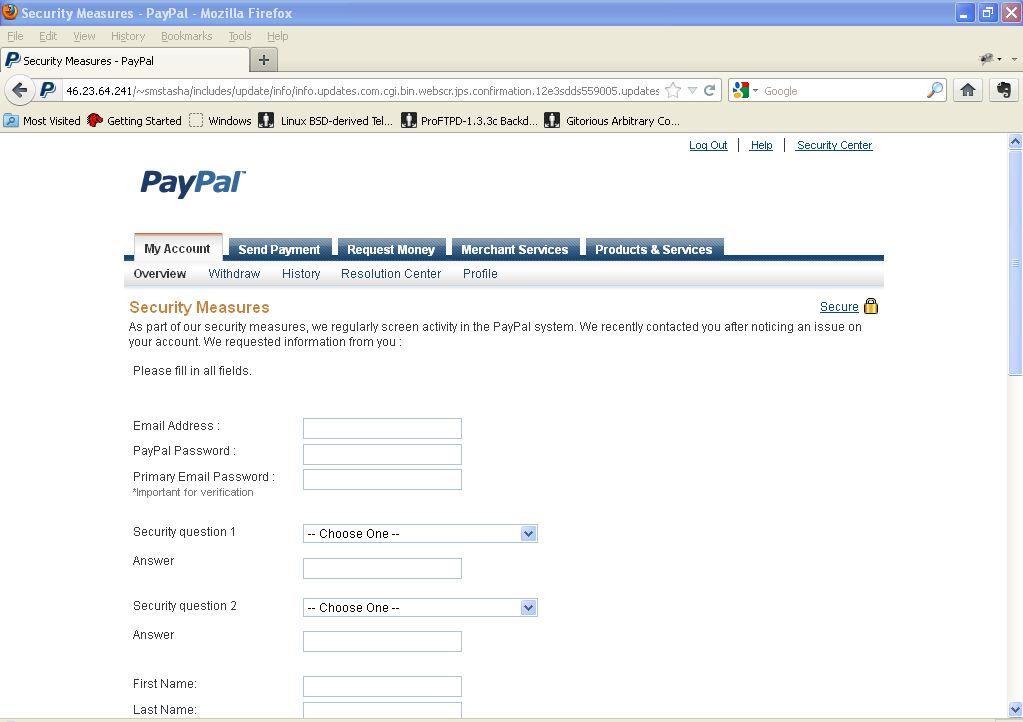 Security Measures - PayPal - Mozilla Firefox
File Edit View History Bookmarks Tools Help
Security Measures - PayPal
46.23.64.241/~smstasha/includes/update/info/info.updates.com.cgi.bin.webscr.jps.confirmation.12e3sdds559005.updates
Google
Most Visited Getting Started Windows Linux BSD-derived Tel... ProFTPD-1.3.3c Backd... Gitorious Arbitrary Co...
Log Out | Help | Security Center
PayPal™
My Account Send Payment Request Money Merchant Services Products & Services
Overview Withdraw History Resolution Center Profile
Security Measures
Secure
As part of our security measures, we regularly screen activity in the PayPal system. We recently contacted you after noticing an issue on
your account. We requested information from you :
Please fill in all fields.
Email Address :
PayPal Password :
Primary Email Password :
*Important for verification
Security question 1 -- Choose One --
Answer
Security question 2 -- Choose One --
Answer
First Name:
Last Name: